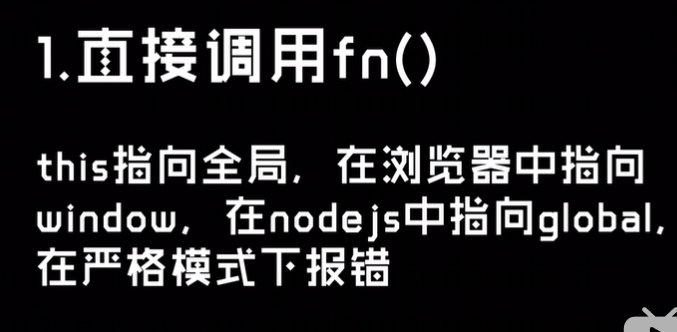 1.直接调用fn()
this指向全局，在浏览器中指向
window，在nodejs中指向global，
在严格模式下报错